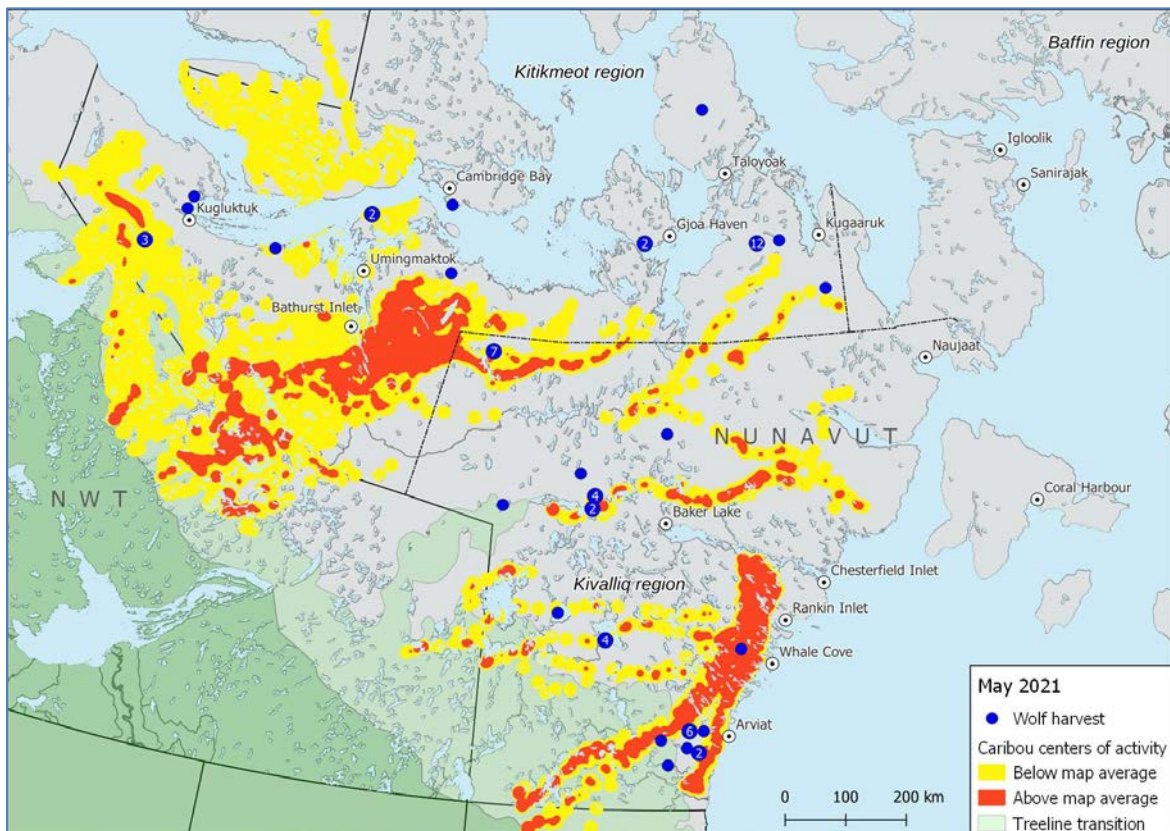 Baffin region
Kitikmeot region
Igloolik
Taloyoak
Sanirajak
Cambridge Bay
Kugluktuk
2
Gjoa Haven
Kugaaruk
3
2
12
Umingmaktok
Bathurst Inlet
7
Naujaat
NUNAVUT
NWT
4
2
Coral Harbour
Baker Lake
Kivalliq region
Chesterfield Inlet
Rankin Inlet
4
Whale Cove
6
Arviat
2
May 2021
Wolf harvest
Caribou centers of activity
Below map average
Above map average
Treeline transition
0 100 200 km